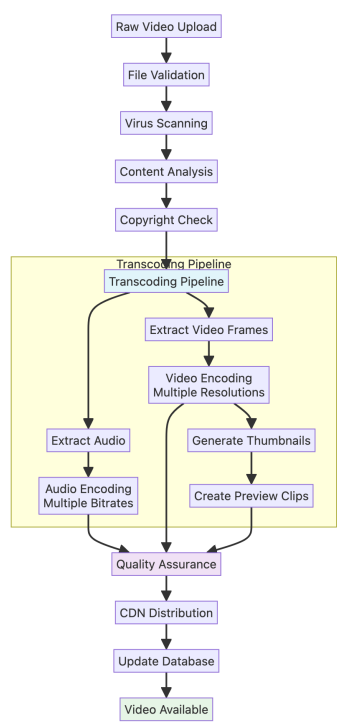 Raw Video Upload
File Validation
Virus Scanning
Content Analysis
Copyright Check
Transcoding Pipeline
Transcoding Pipeline
Extract Video Frames
Video Encoding
Multiple Resolutions
Extract Audio
Generate Thumbnails
Audio Encoding
Multiple Bitrates
Create Preview Clips
Quality Assurance
CDN Distribution
Update Database
Video Available